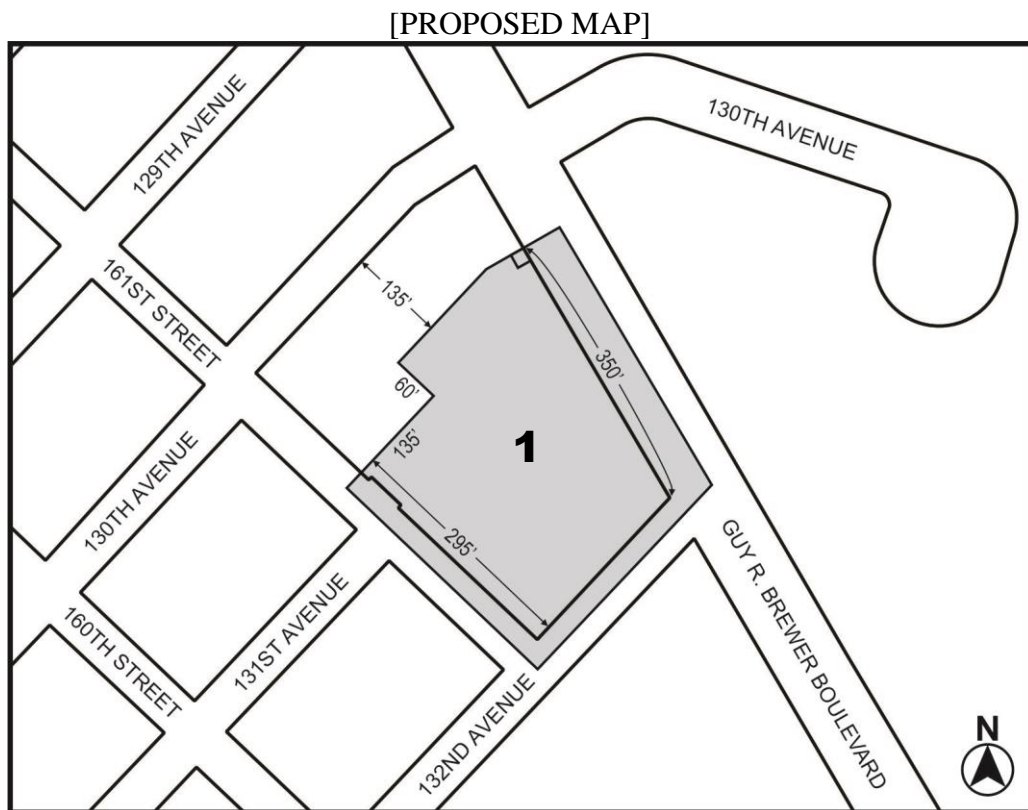 [PROPOSED MAP]
129TH AVENUE
130TH AVENUE
161ST STREET
135'
350'
60'
135'
1
130TH AVENUE
295'
160TH STREET
131ST AVENUE
132ND AVENUE
GUY R. BREWER BOULEVARD
N